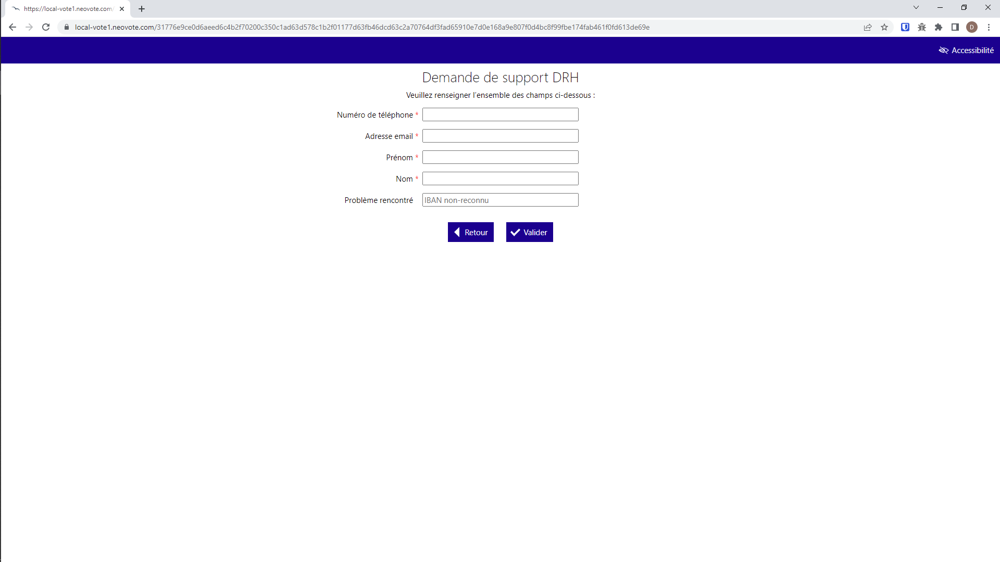 https://local-vote1.neovote.com/
local-vote1.neovote.com/31776e9ce0d6aeed6c4b2f70200c350c1ad63d578c1b2f01177d63fb46dcd63c2a70764df3fad65910e7d0e168a9e807f0d4bc8f99fbe174fab461f0fd613de69e
D
Accessibilité
Demande de support DRH
Veuillez renseigner l'ensemble des champs ci-dessous :
Numéro de téléphone *
Adresse email *
Prénom *
Nom *
Problème rencontré IBAN non-reconnu
Retour Valider